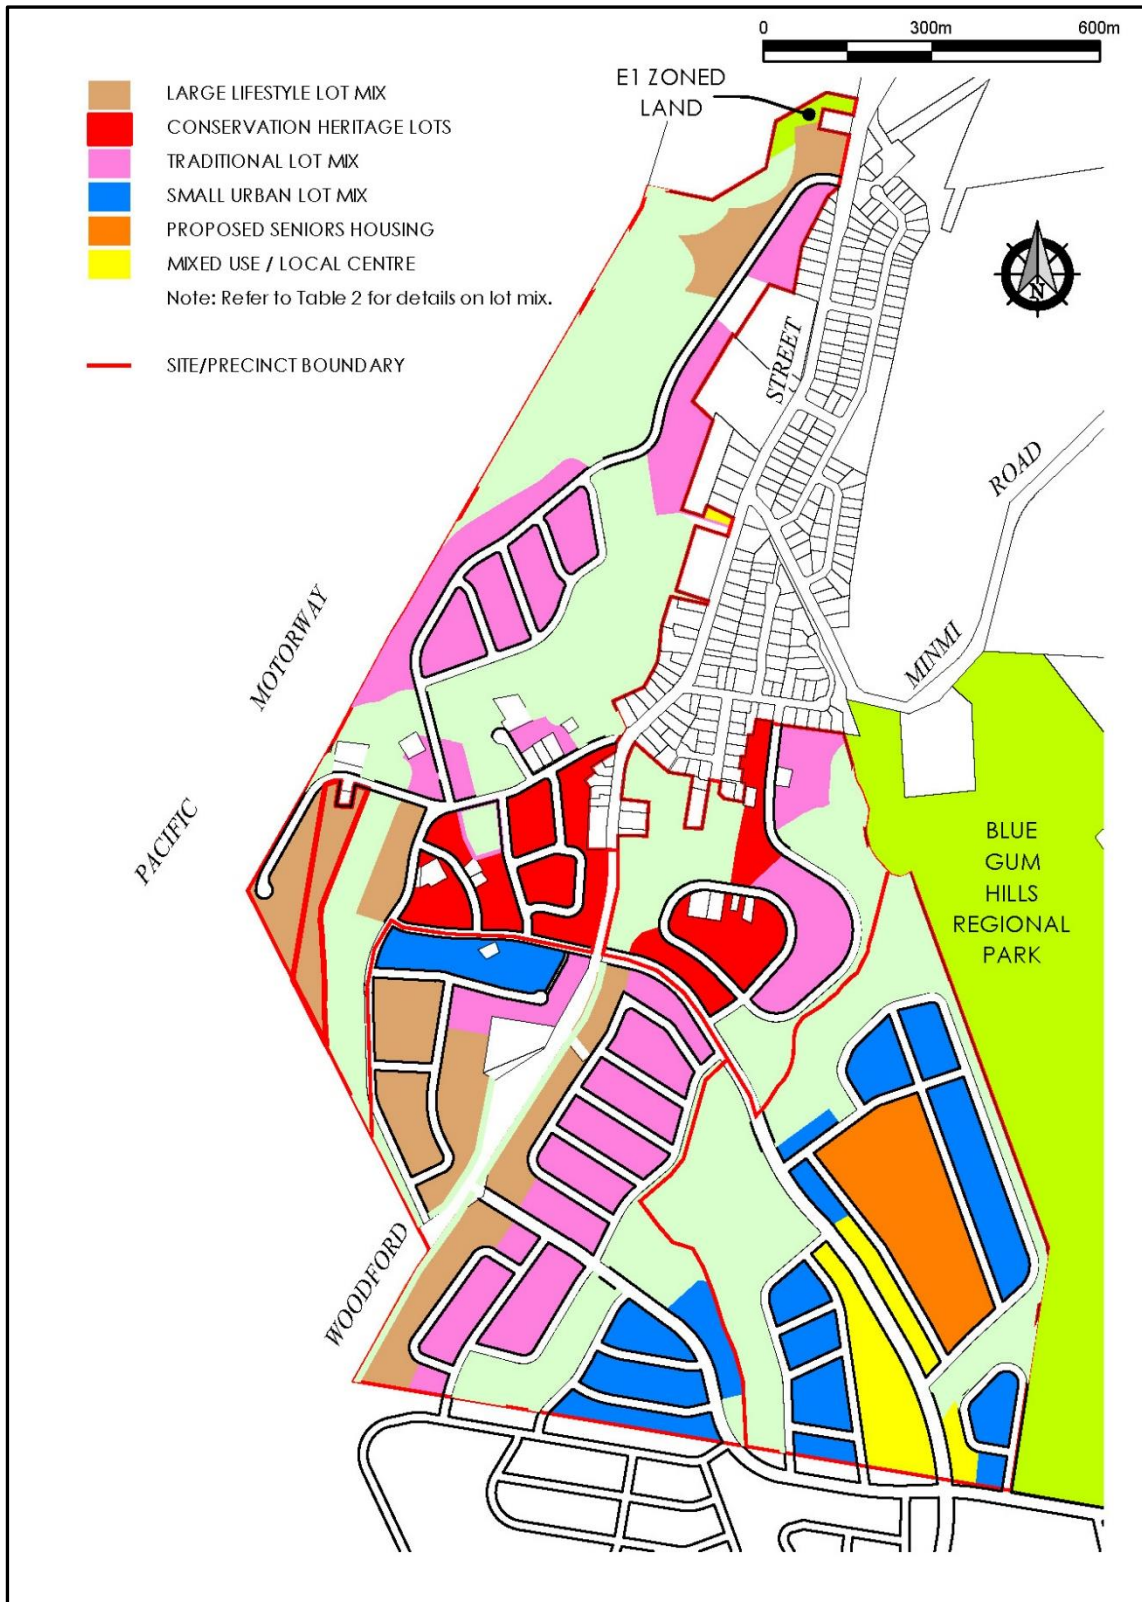 0 300m 600m
E1 ZONED
LAND
LARGE LIFESTYLE LOT MIX
CONSERVATION HERITAGE LOTS
TRADITIONAL LOT MIX
SMALL URBAN LOT MIX
PROPOSED SENIORS HOUSING
MIXED USE / LOCAL CENTRE
Note: Refer to Table 2 for details on lot mix.
SITE/PRECINCT BOUNDARY
N
STREET
ROAD
MINMI
MOTORWAY
PACIFIC
BLUE
GUM
HILLS
REGIONAL
PARK
WOODFORD